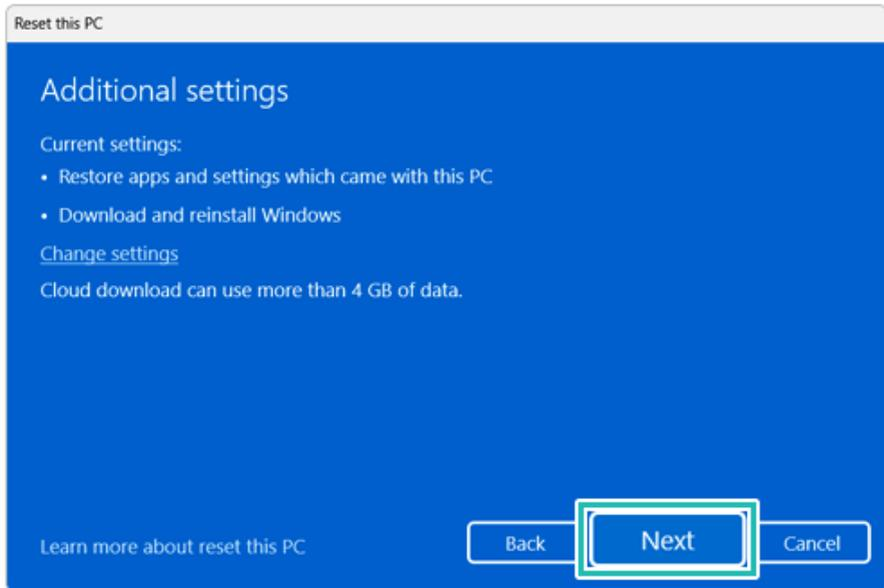 Reset this PC
Additional settings
Current settings:
• Restore apps and settings which came with this PC
• Download and reinstall Windows
Change settings
Cloud download can use more than 4 GB of data.
Learn more about reset this PC
Back
Next
Cancel